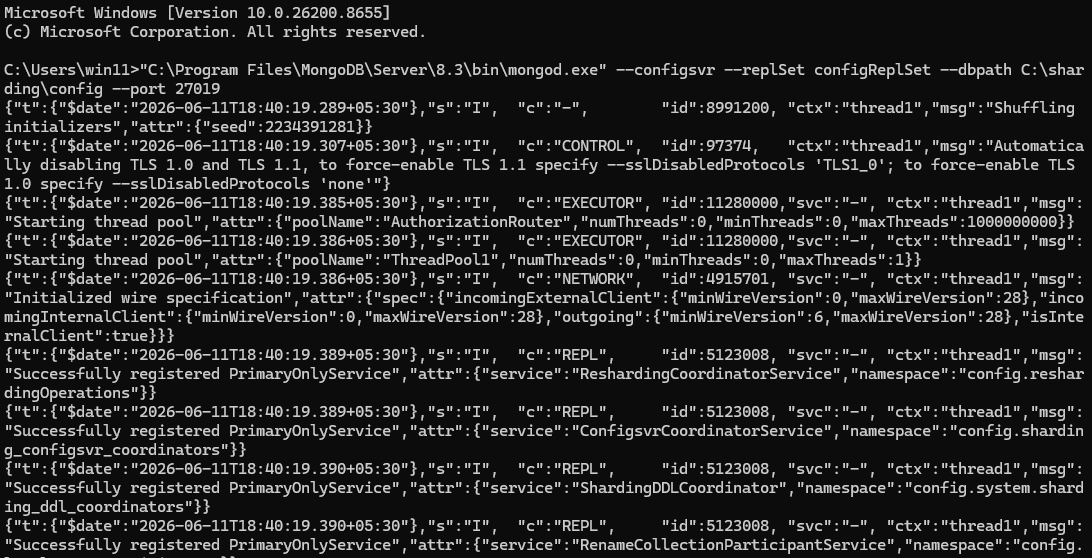 Microsoft Windows [Version 10.0.26200.8655]
(c) Microsoft Corporation. All rights reserved.
C:\Users\win11>"C:\Program Files\MongoDB\Server\8.3\bin\mongod.exe" --configsvr --replSet configReplSet --dbpath C:\shar
ding\config --port 27019
{"t":{"$date":"2026-06-11T18:40:19.289+05:30"},"s":"I",  "c":"-",        "id":8991200, "ctx":"thread1","msg":"Shuffling
initializers","attr":{"seed":2234391281}}
{"t":{"$date":"2026-06-11T18:40:19.307+05:30"},"s":"I",  "c":"CONTROL",  "id":97374,   "ctx":"thread1","msg":"Automatica
lly disabling TLS 1.0 and TLS 1.1, to force-enable TLS 1.1 specify --sslDisabledProtocols 'TLS1_0'; to force-enable TLS
1.0 specify --sslDisabledProtocols 'none'"}
{"t":{"$date":"2026-06-11T18:40:19.385+05:30"},"s":"I",  "c":"EXECUTOR", "id":11280000,"svc":"-", "ctx":"thread1","msg":
"Starting thread pool","attr":{"poolName":"AuthorizationRouter","numThreads":0,"minThreads":0,"maxThreads":1000000000}}
{"t":{"$date":"2026-06-11T18:40:19.386+05:30"},"s":"I",  "c":"EXECUTOR", "id":11280000,"svc":"-", "ctx":"thread1","msg":
"Starting thread pool","attr":{"poolName":"ThreadPool1","numThreads":0,"minThreads":0,"maxThreads":1}}
{"t":{"$date":"2026-06-11T18:40:19.386+05:30"},"s":"I",  "c":"NETWORK",  "id":4915701, "svc":"-", "ctx":"thread1","msg":
"Initialized wire specification","attr":{"spec":{"incomingExternalClient":{"minWireVersion":0,"maxWireVersion":28},"inco
mingInternalClient":{"minWireVersion":0,"maxWireVersion":28},"outgoing":{"minWireVersion":6,"maxWireVersion":28},"isInte
rnalClient":true}}}
{"t":{"$date":"2026-06-11T18:40:19.389+05:30"},"s":"I",  "c":"REPL",     "id":5123008, "svc":"-", "ctx":"thread1","msg":
"Successfully registered PrimaryOnlyService","attr":{"service":"ReshardingCoordinatorService","namespace":"config.reshar
dingOperations"}}
{"t":{"$date":"2026-06-11T18:40:19.389+05:30"},"s":"I",  "c":"REPL",     "id":5123008, "svc":"-", "ctx":"thread1","msg":
"Successfully registered PrimaryOnlyService","attr":{"service":"ConfigsvrCoordinatorService","namespace":"config.shardin
g_configsvr_coordinators"}}
{"t":{"$date":"2026-06-11T18:40:19.390+05:30"},"s":"I",  "c":"REPL",     "id":5123008, "svc":"-", "ctx":"thread1","msg":
"Successfully registered PrimaryOnlyService","attr":{"service":"ShardingDDLCoordinator","namespace":"config.system.shard
ing_ddl_coordinators"}}
{"t":{"$date":"2026-06-11T18:40:19.390+05:30"},"s":"I",  "c":"REPL",     "id":5123008, "svc":"-", "ctx":"thread1","msg":
"Successfully registered PrimaryOnlyService","attr":{"service":"RenameCollectionParticipantService","namespace":"config